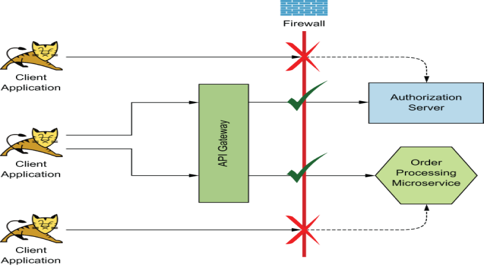 Firewall
Client
Application
API Gateway
Authorization
Server
Client
Application
Order
Processing
Microservice
Client
Application